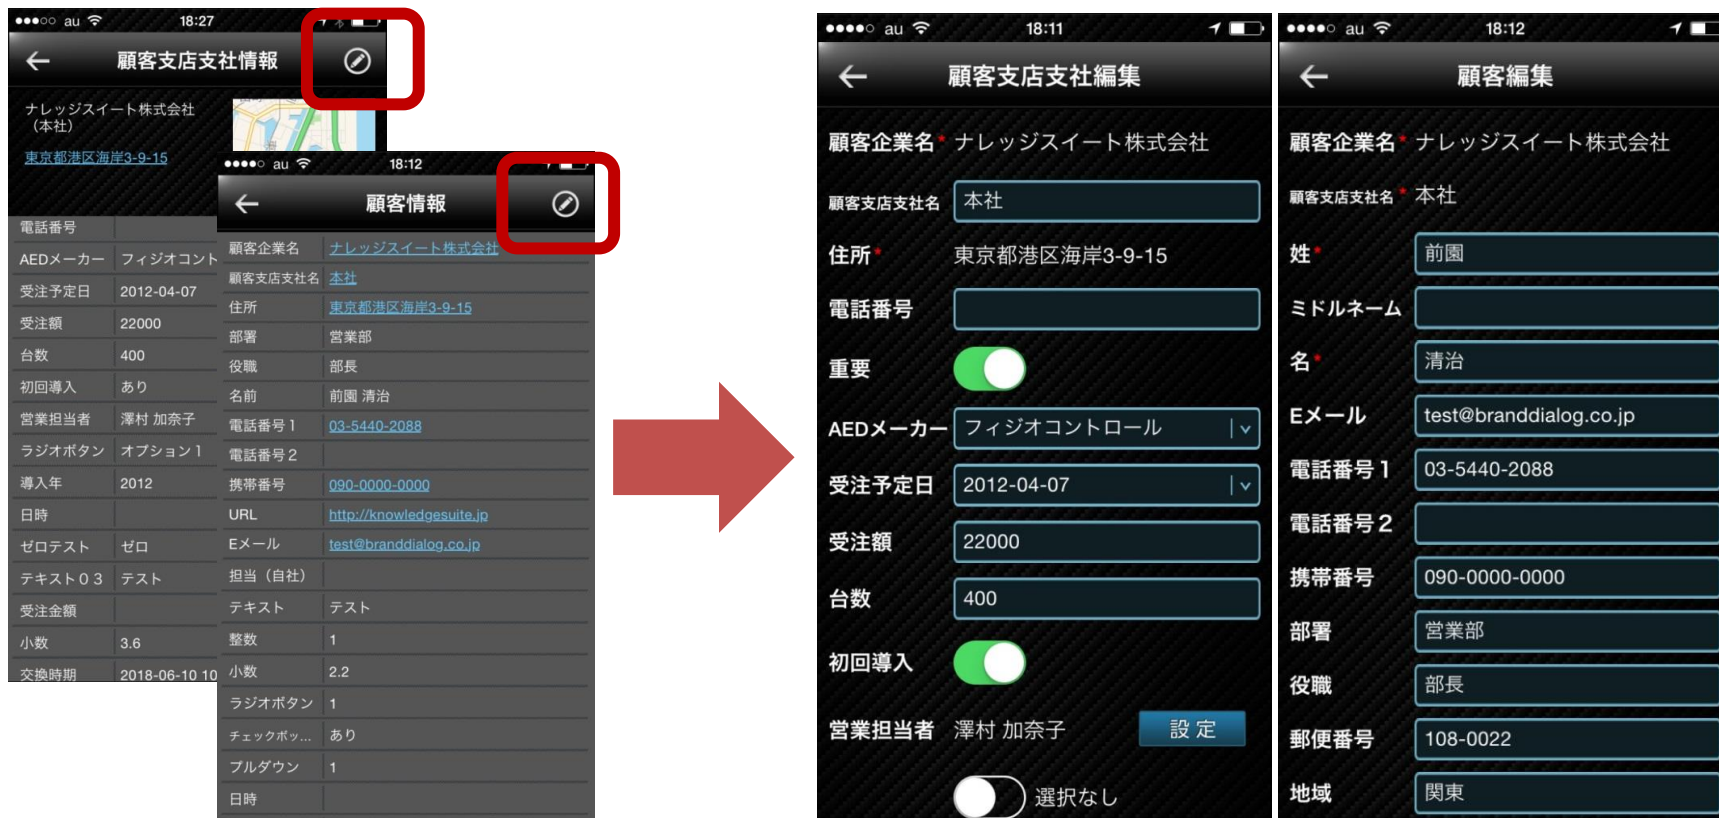 au 18:27
顧客支店支社情報
ナレッジスイート株式会社
（本社）
東京都港区海岸3-9-15
電話番号
AEDメーカー フィジオコント
受注予定日 2012-04-07
受注額 22000
台数 400
初回導入 あり
営業担当者 澤村 加奈子
ラジオボタン オプション1
導入年 2012
日時
ゼロテスト ゼロ
テキスト０３ テスト
受注金額
小数 3.6
交換時期 2018-06-10 10
au 18:12
顧客情報
顧客企業名 ナレッジスイート株式会社
顧客支店支社名 本社
住所 東京都港区海岸3-9-15
部署 営業部
役職 部長
名前 前園 清治
電話番号１ 03-5440-2088
電話番号２
携帯番号 090-0000-0000
URL http://knowledgesuite.jp
Eメール test@branddialog.co.jp
担当（自社）
テキスト テスト
整数 1
小数 2.2
ラジオボタン 1
チェックボッ... あり
プルダウン 1
日時
au 18:11
顧客支店支社編集
顧客企業名* ナレッジスイート株式会社
顧客支店支社名 本社
住所* 東京都港区海岸3-9-15
電話番号
重要
AEDメーカー フィジオコントロール
受注予定日 2012-04-07
受注額 22000
台数 400
初回導入
営業担当者 澤村 加奈子 設定
選択なし
au 18:12
顧客編集
顧客企業名* ナレッジスイート株式会社
顧客支店支社名* 本社
姓* 前園
ミドルネーム
名* 清治
Eメール test@branddialog.co.jp
電話番号１ 03-5440-2088
電話番号２
携帯番号 090-0000-0000
部署 営業部
役職 部長
郵便番号 108-0022
地域 関東